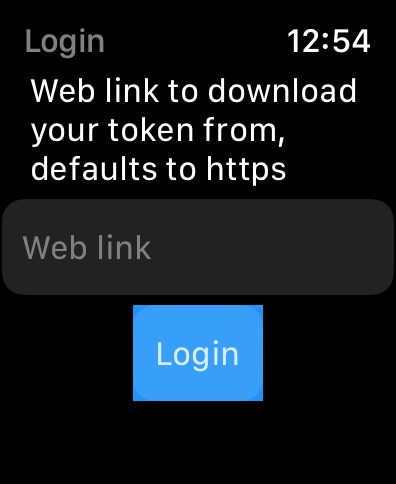 Login 12:54
Web link to download
your token from,
defaults to https
Web link
Login